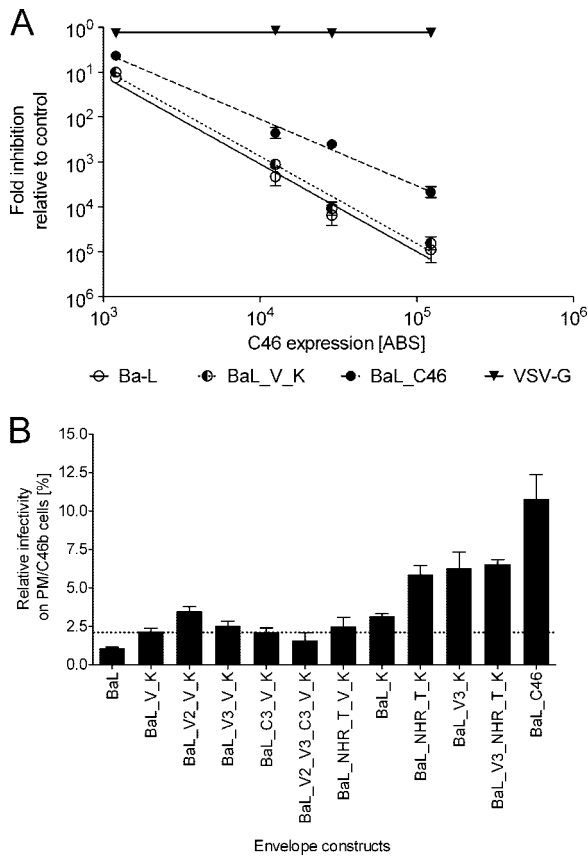 A
Fold inhibition
relative to control
10⁰
10¹
10²
10³
10⁴
10⁵
10⁶
10³
10⁴
10⁵
10⁶
C46 expression [ABS]
Ba-L
BaL_V_K
BaL_C46
VSV-G
B
Relative infectivity
on PM/C46b cells [%]
15.0
12.5
10.0
7.5
5.0
2.5
0.0
BaL
BaL_V_K
BaL_V2_V_K
BaL_V3_V_K
BaL_C3_V_K
BaL_V2_V3_C3_V_K
BaL_NHR_T_V_K
BaL_K
BaL_NHR_T_K
BaL_V3_K
BaL_V3_NHR_T_K
BaL_C46
Envelope constructs